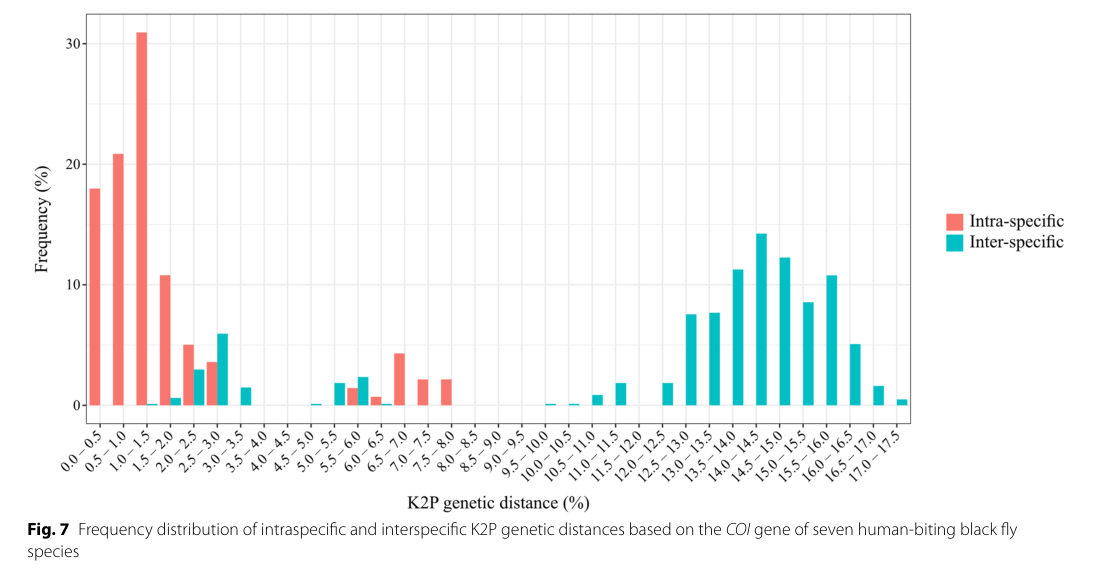 30
20
10
0
Frequency (%)
0.0 – 0.5
0.5 – 1.0
1.0 – 1.5
1.5 – 2.0
2.0 – 2.5
2.5 – 3.0
3.0 – 3.5
3.5 – 4.0
4.0 – 4.5
4.5 – 5.0
5.0 – 5.5
5.5 – 6.0
6.0 – 6.5
6.5 – 7.0
7.0 – 7.5
7.5 – 8.0
8.0 – 8.5
8.5 – 9.0
9.0 – 9.5
9.5 – 10.0
10.0 – 10.5
10.5 – 11.0
11.0 – 11.5
11.5 – 12.0
12.0 – 12.5
12.5 – 13.0
13.0 – 13.5
13.5 – 14.0
14.0 – 14.5
14.5 – 15.0
15.0 – 15.5
15.5 – 16.0
16.0 – 16.5
16.5 – 17.0
17.0 – 17.5
K2P genetic distance (%)
Intra-specific
Inter-specific
Fig. 7 Frequency distribution of intraspecific and interspecific K2P genetic distances based on the COI gene of seven human-biting black fly
species